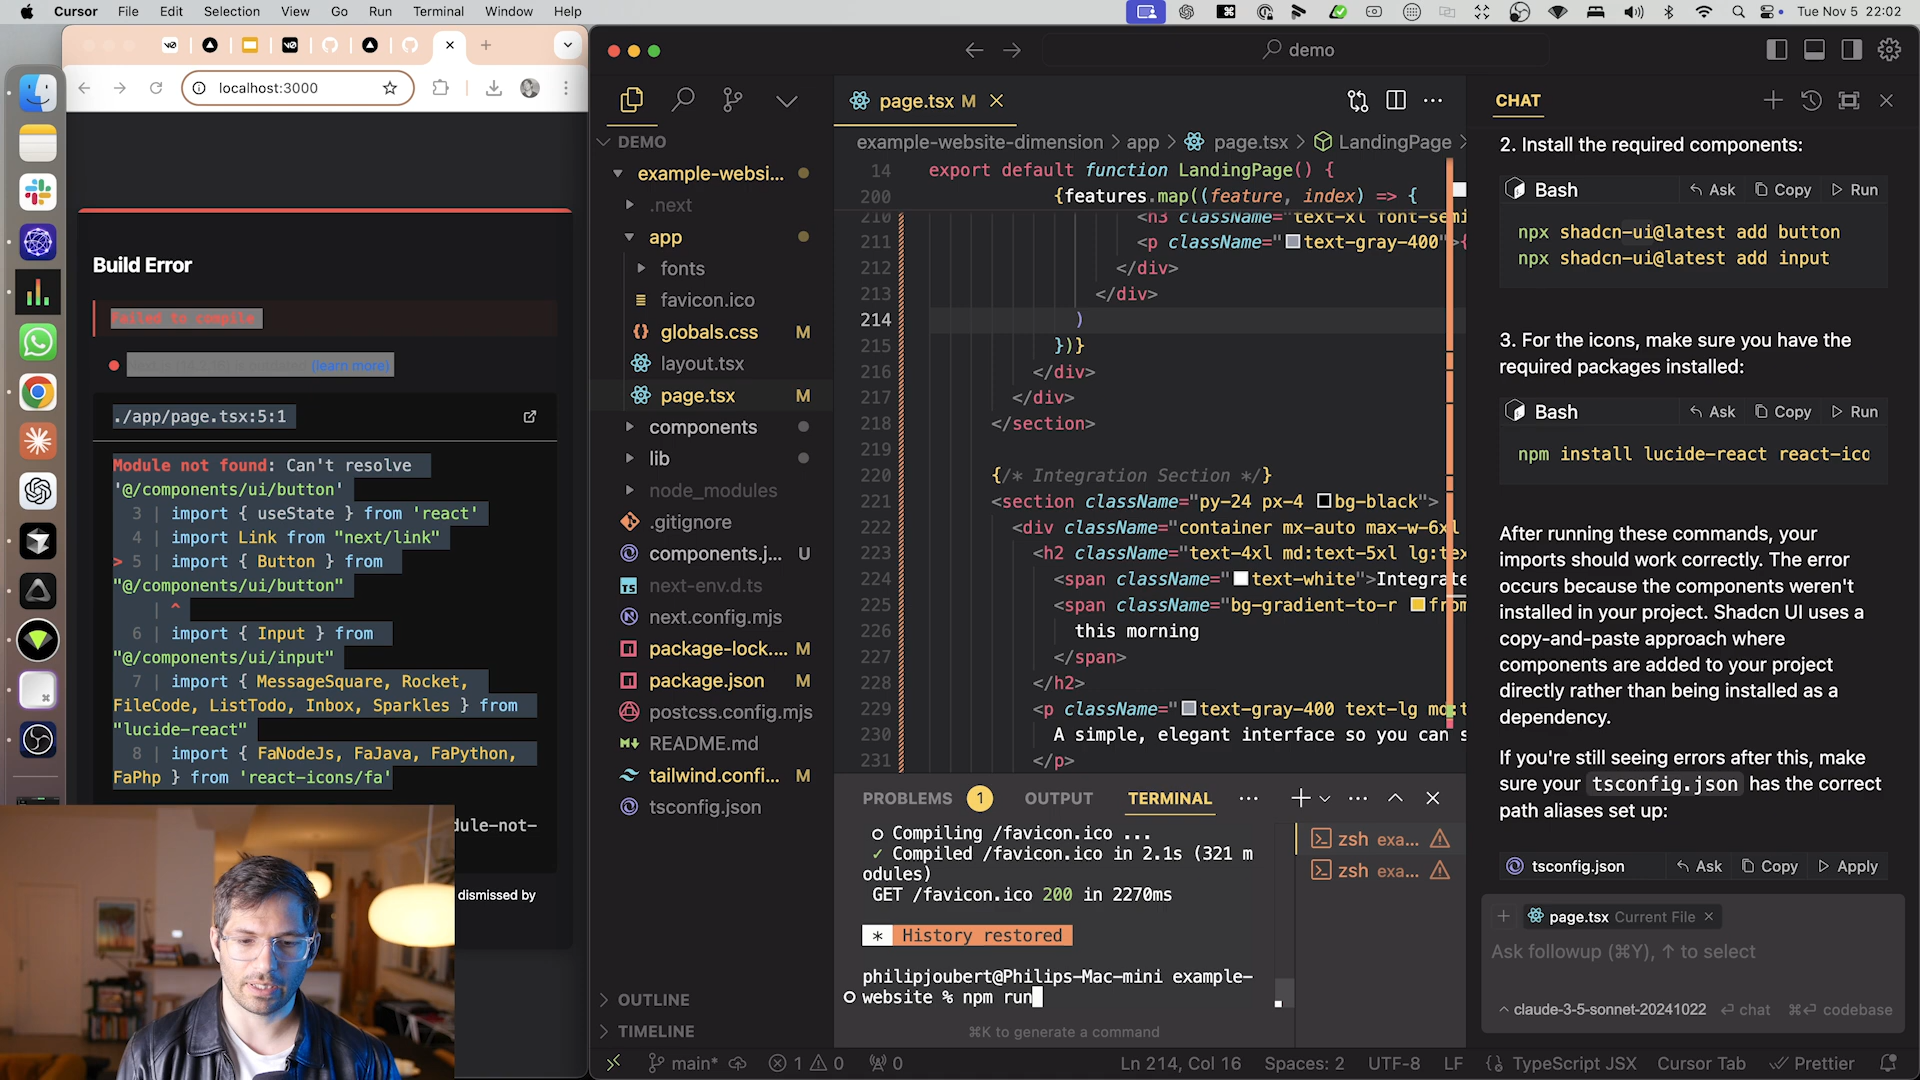 Cursor File Edit Selection View Go Run Terminal Window Help
Tue Nov 5 22:02
localhost:3000
Build Error
Failed to compile
(learn more)
./app/page.tsx:5:1
Module not found: Can't resolve
'@/components/ui/button'
3 | import { useState } from 'react'
4 | import Link from "next/link"
> 5 | import { Button } from
"@/components/ui/button"
| ^
6 | import { Input } from
"@/components/ui/input"
7 | import { MessageSquare, Rocket,
FileCode, ListTodo, Inbox, Sparkles } from
"lucide-react"
8 | import { FaNodeJs, FaJava, FaPython,
FaPhp } from 'react-icons/fa'
dule-not-
dismissed by
demo
DEMO
example-websi...
.next
app
fonts
favicon.ico
globals.css M
layout.tsx
page.tsx M
components
lib
node_modules
.gitignore
components.j... U
next-env.d.ts
next.config.mjs
package-lock.... M
package.json M
postcss.config.mjs
README.md
tailwind.confi... M
tsconfig.json
OUTLINE
TIMELINE
page.tsx M
example-website-dimension > app > page.tsx > LandingPage >
14 export default function LandingPage() {
200 {features.map((feature, index) => {
210 <h3 className="text-xl font-semi
211 <p className="text-gray-400">{
212 </div>
213 </div>
214 )
215 })}
216 </div>
217 </div>
218 </section>
219
220 {/* Integration Section */}
221 <section className="py-24 px-4 bg-black">
222 <div className="container mx-auto max-w-6xl
223 <h2 className="text-4xl md:text-5xl lg:tex
224 <span className="text-white">Integrate
225 <span className="bg-gradient-to-r from
226 this morning
227 </span>
228 </h2>
229 <p className="text-gray-400 text-lg md:t
230 A simple, elegant interface so you can s
231 </p>
PROBLEMS 1 OUTPUT TERMINAL
○ Compiling /favicon.ico ...
✓ Compiled /favicon.ico in 2.1s (321 m
odules)
GET /favicon.ico 200 in 2270ms
* History restored
philipjoubert@Philips-Mac-mini example-
website % npm run
⌘K to generate a command
zsh exa...
zsh exa...
CHAT
2. Install the required components:
Bash Ask Copy Run
npx shadcn-ui@latest add button
npx shadcn-ui@latest add input
3. For the icons, make sure you have the
required packages installed:
Bash Ask Copy Run
npm install lucide-react react-ico
After running these commands, your
imports should work correctly. The error
occurs because the components weren't
installed in your project. Shadcn UI uses a
copy-and-paste approach where
components are added to your project
directly rather than being installed as a
dependency.
If you're still seeing errors after this, make
sure your tsconfig.json has the correct
path aliases set up:
tsconfig.json Ask Copy Apply
page.tsx Current File ×
Ask followup (⌘Y), ↑ to select
claude-3-5-sonnet-20241022 chat ⌘ codebase
main* 1 0 0 Ln 214, Col 16 Spaces: 2 UTF-8 LF TypeScript JSX Cursor Tab Prettier